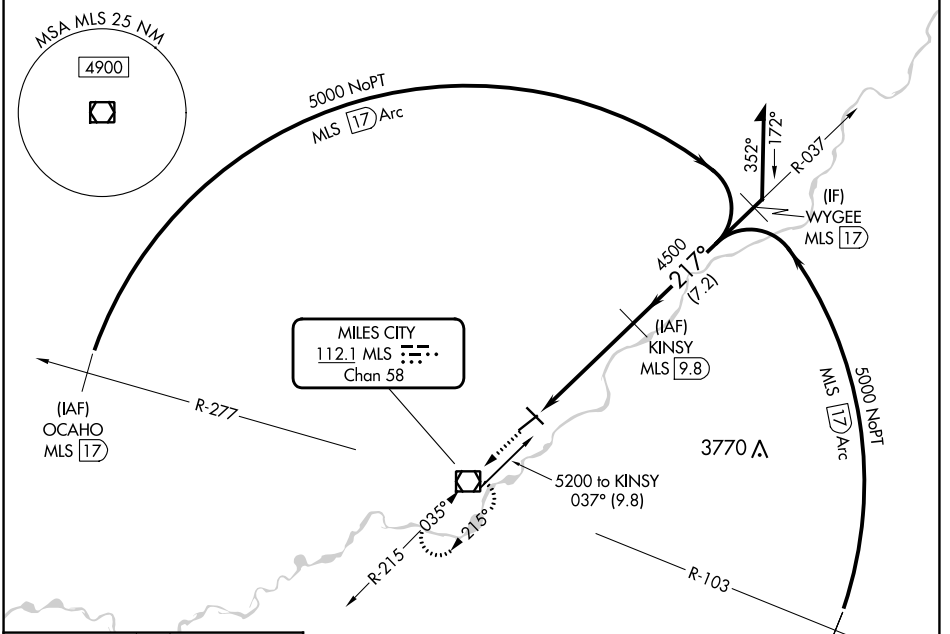 MSA MLS 25 NM
4900
5000 NoPT
MLS 17 Arc
352°
172°
R-037
(IF)
WYGEE
MLS 17
4500
217°
(7.2)
(IAF)
KINSY
MLS 9.8
MILES CITY
112.1 MLS
Chan 58
(IAF)
OCAHO
MLS 17
R-277
5000 NoPT
MLS 17 Arc
3770
5200 to KINSY
037° (9.8)
035°
215°
R-215
R-103